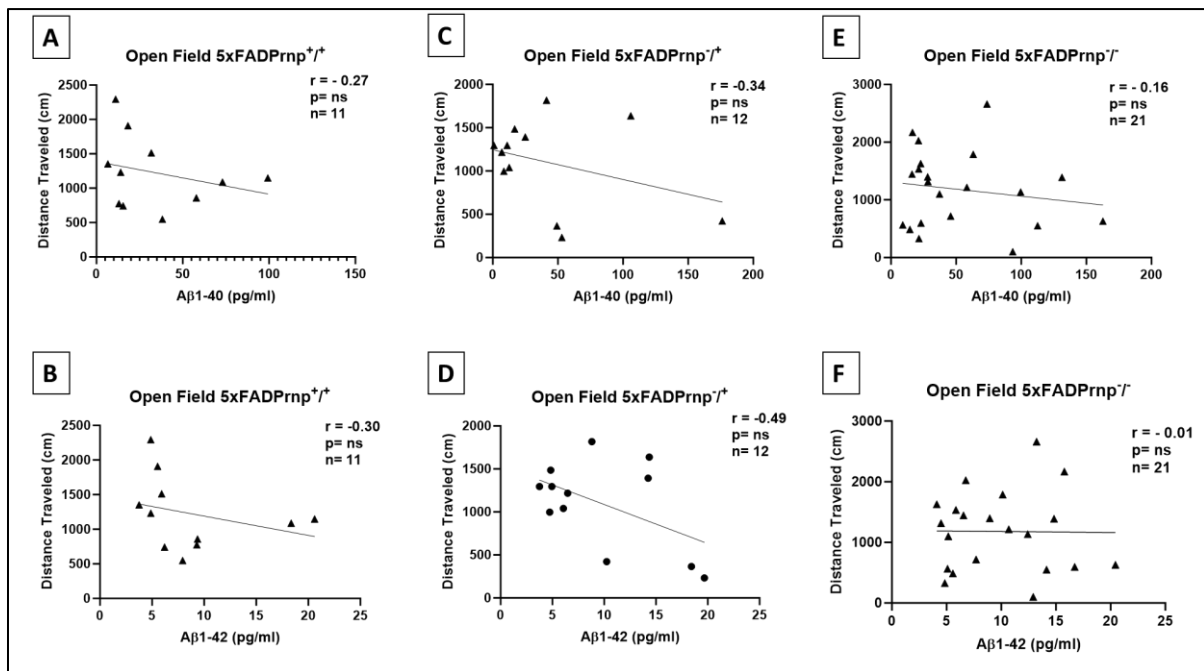 A
Open Field 5xFADPrnp+/+
r = - 0.27
p= ns
n= 11
Distance Traveled (cm)
2500
2000
1500
1000
500
0
0 50 100 150
Aβ1-40 (pg/ml)
C
Open Field 5xFADPrnp-/+
r = -0.34
p= ns
n= 12
Distance Traveled (cm)
2000
1500
1000
500
0
0 50 100 150 200
Aβ1-40 (pg/ml)
E
Open Field 5xFADPrnp-/-
r = - 0.16
p= ns
n= 21
Distance Traveled (cm)
3000
2000
1000
0
0 50 100 150 200
Aβ1-40 (pg/ml)
B
Open Field 5xFADPrnp+/+
r = -0.30
p= ns
n= 11
Distance Traveled (cm)
2500
2000
1500
1000
500
0
0 5 10 15 20 25
Aβ1-42 (pg/ml)
D
Open Field 5xFADPrnp-/+
r = -0.49
p= ns
n= 12
Distance Traveled (cm)
2000
1500
1000
500
0
0 5 10 15 20 25
Aβ1-42 (pg/ml)
F
Open Field 5xFADPrnp-/-
r = - 0.01
p= ns
n= 21
Distance Traveled (cm)
3000
2000
1000
0
0 5 10 15 20 25
Aβ1-42 (pg/ml)